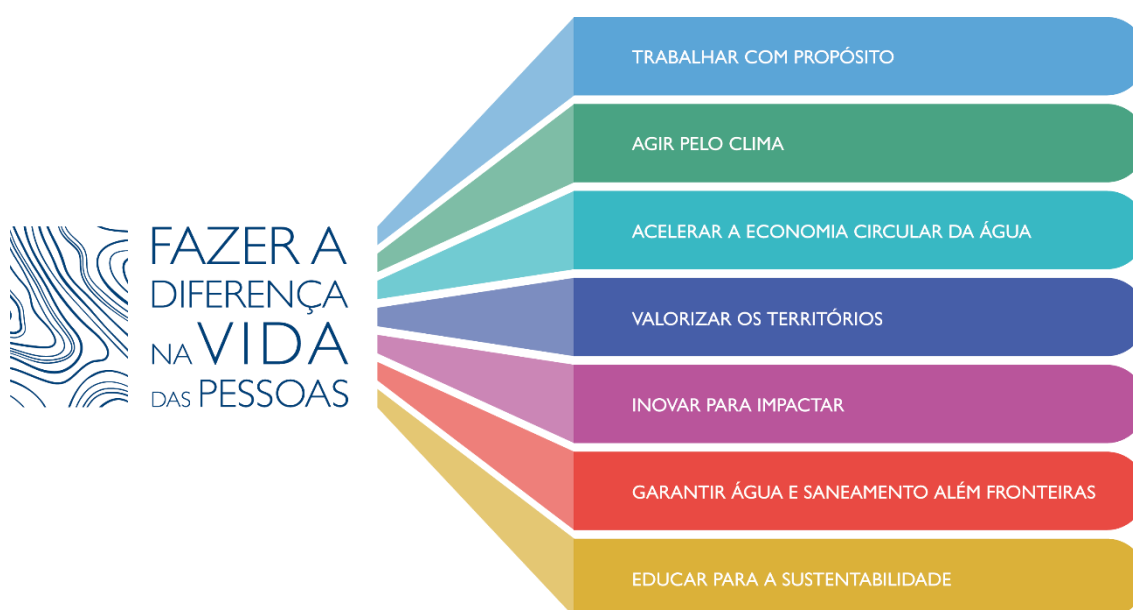 FAZER A
DIFERENÇA
NA VIDA
DAS PESSOAS
TRABALHAR COM PROPÓSITO
AGIR PELO CLIMA
ACELERAR A ECONOMIA CIRCULAR DA ÁGUA
VALORIZAR OS TERRITÓRIOS
INOVAR PARA IMPACTAR
GARANTIR ÁGUA E SANEAMENTO ALÉM FRONTEIRAS
EDUCAR PARA A SUSTENTABILIDADE